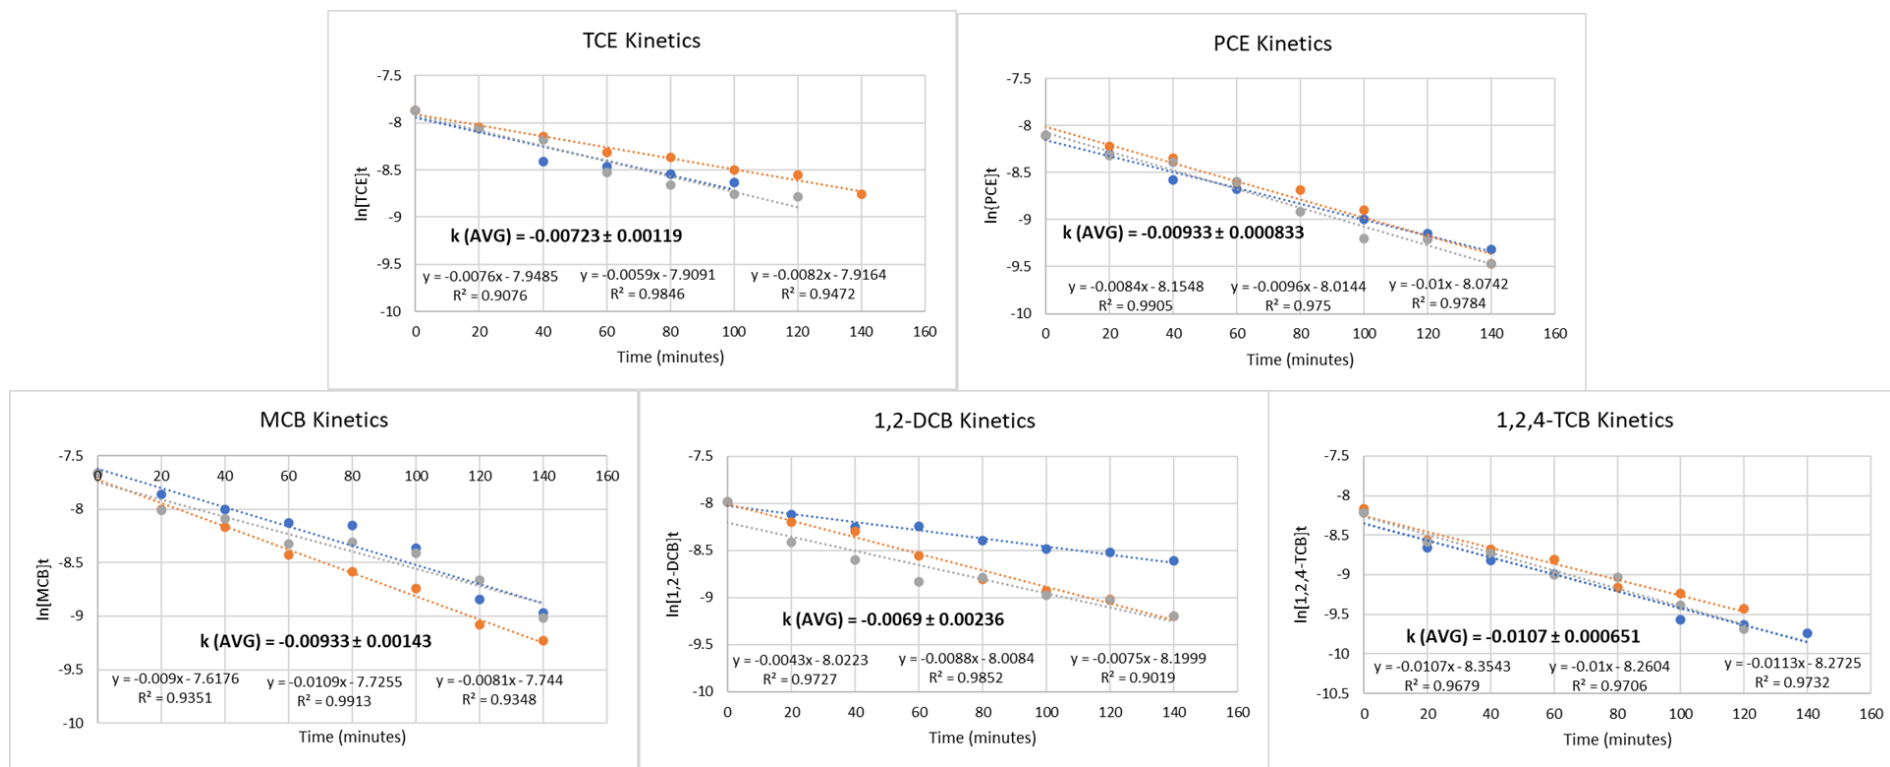 TCE Kinetics
-7.5
-8
-8.5
-9
-9.5
-10
ln[TCE]t
k (AVG) = -0.00723 ± 0.00119
y = -0.0076x - 7.9485
R² = 0.9076
y = -0.0059x - 7.9091
R² = 0.9846
y = -0.0082x - 7.9164
R² = 0.9472
0 20 40 60 80 100 120 140 160
Time (minutes)
PCE Kinetics
-7.5
-8
-8.5
-9
-9.5
-10
ln{PCE]t
k (AVG) = -0.00933 ± 0.000833
y = -0.0084x - 8.1548
R² = 0.9905
y = -0.0096x - 8.0144
R² = 0.975
y = -0.01x - 8.0742
R² = 0.9784
0 20 40 60 80 100 120 140 160
Time (minutes)
MCB Kinetics
-7.5
-8
-8.5
-9
-9.5
-10
ln[MCB]t
0 20 40 60 80 100 120 140 160
k (AVG) = -0.00933 ± 0.00143
y = -0.009x - 7.6176
R² = 0.9351
y = -0.0109x - 7.7255
R² = 0.9913
y = -0.0081x - 7.744
R² = 0.9348
Time (minutes)
1,2-DCB Kinetics
-7.5
-8
-8.5
-9
-9.5
-10
ln[1,2-DCB]t
k (AVG) = -0.0069 ± 0.00236
y = -0.0043x - 8.0223
R² = 0.9727
y = -0.0088x - 8.0084
R² = 0.9852
y = -0.0075x - 8.1999
R² = 0.9019
0 20 40 60 80 100 120 140 160
Time (minutes)
1,2,4-TCB Kinetics
-7.5
-8
-8.5
-9
-9.5
-10
-10.5
ln[1,2,4-TCB]t
k (AVG) = -0.0107 ± 0.000651
y = -0.0107x - 8.3543
R² = 0.9679
y = -0.01x - 8.2604
R² = 0.9706
y = -0.0113x - 8.2725
R² = 0.9732
0 20 40 60 80 100 120 140 160
Time (minutes)